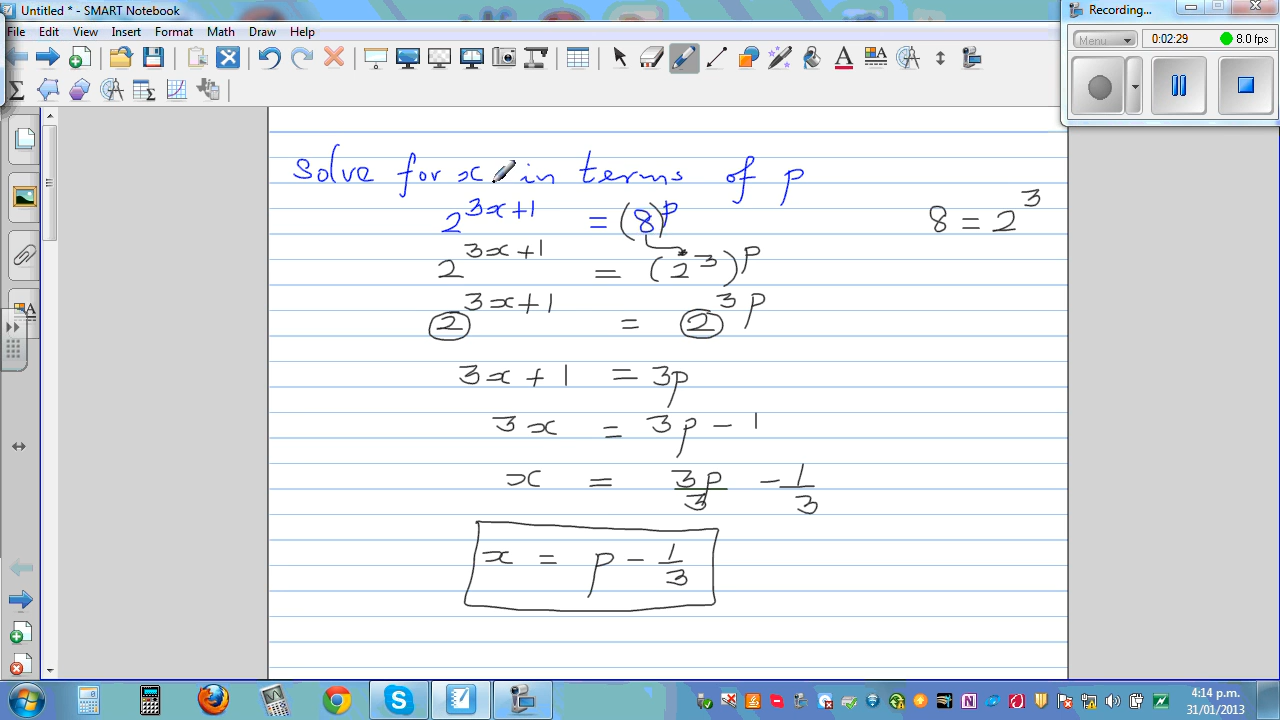 Untitled * - SMART Notebook
File Edit View Insert Format Math Draw Help
Recording...
Menu 0:02:29 8.0 fps
Solve for x in terms of p
2^{3x+1} = (8)^p
8 = 2^3
2^{3x+1} = (2^3)^p
2^{3x+1} = 2^{3p}
3x + 1 = 3p
3x = 3p - 1
x = 3p/3 - 1/3
x = p - 1/3
4:14 p.m.
31/01/2013